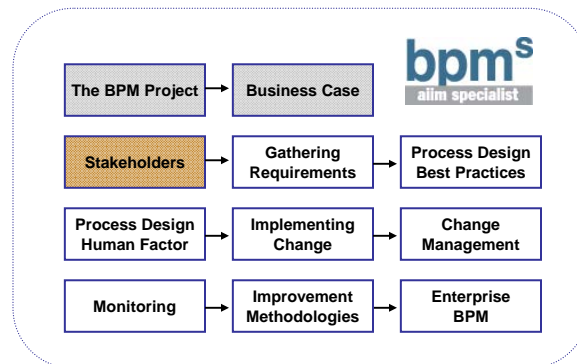 bpms
aiim specialist
The BPM Project
Business Case
Stakeholders
Gathering
Requirements
Process Design
Best Practices
Process Design
Human Factor
Implementing
Change
Change
Management
Monitoring
Improvement
Methodologies
Enterprise
BPM